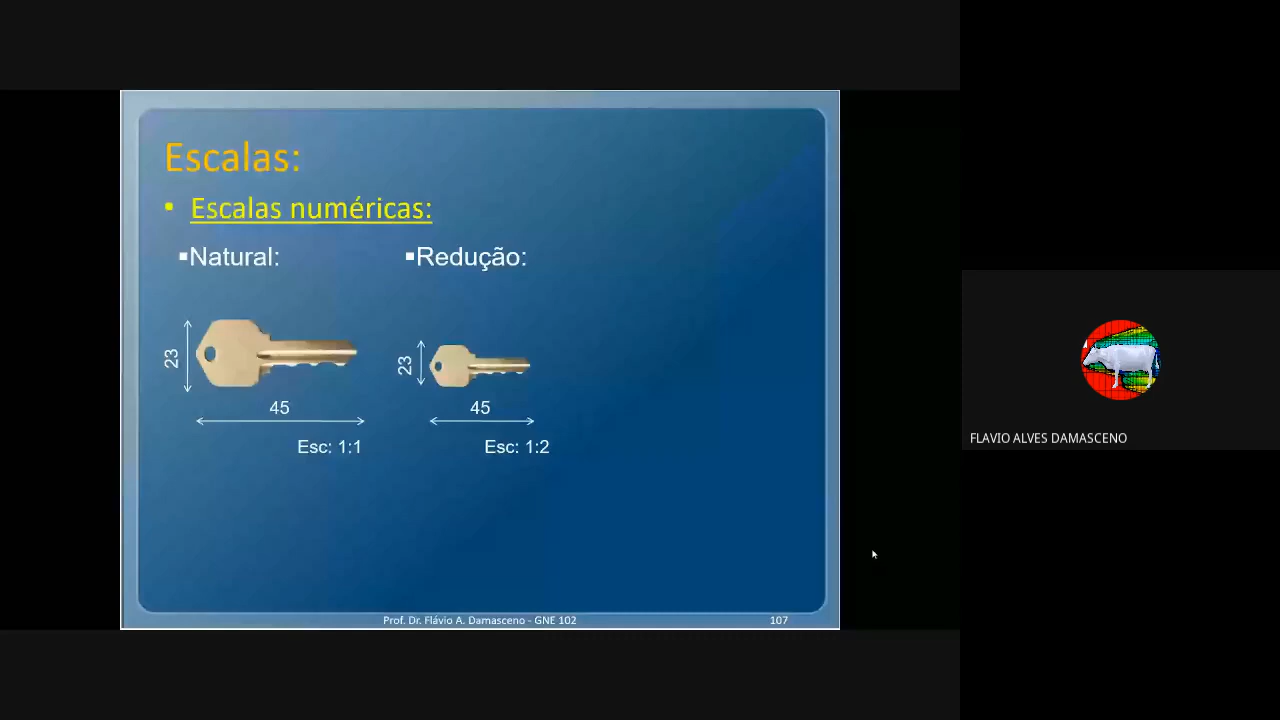 Escalas:
• Escalas numéricas:
▪Natural:
▪Redução:
23
45
Esc: 1:1
23
45
Esc: 1:2
Prof. Dr. Flávio A. Damasceno - GNE 102
107
FLAVIO ALVES DAMASCENO